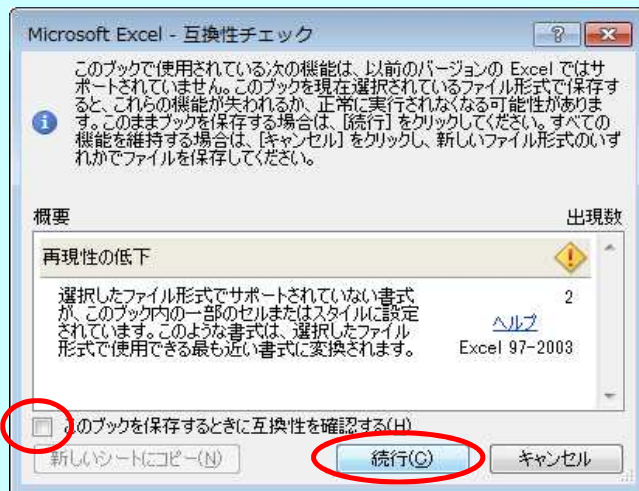 Microsoft Excel - 互換性チェック
このブックで使用されている次の機能は、以前のバージョンの Excel ではサ
ポートされていません。このブックを現在選択されているファイル形式で保存す
ると、これらの機能が失われるか、正常に実行されなくなる可能性がありま
す。このままブックを保存する場合は、[続行] をクリックしてください。すべての
機能を維持する場合は、[キャンセル] をクリックし、新しいファイル形式のいず
れかでファイルを保存してください。
概要 出現数
再現性の低下
選択したファイル形式でサポートされていない書式
が、このブック内の一部のセルまたはスタイルに設定
されています。このような書式は、選択したファイル
形式で使用できる最も近い書式に変換されます。
2
ヘルプ
Excel 97-2003
このブックを保存するときに互換性を確認する(H)
新しいシートにコピー(N) 続行(C) キャンセル